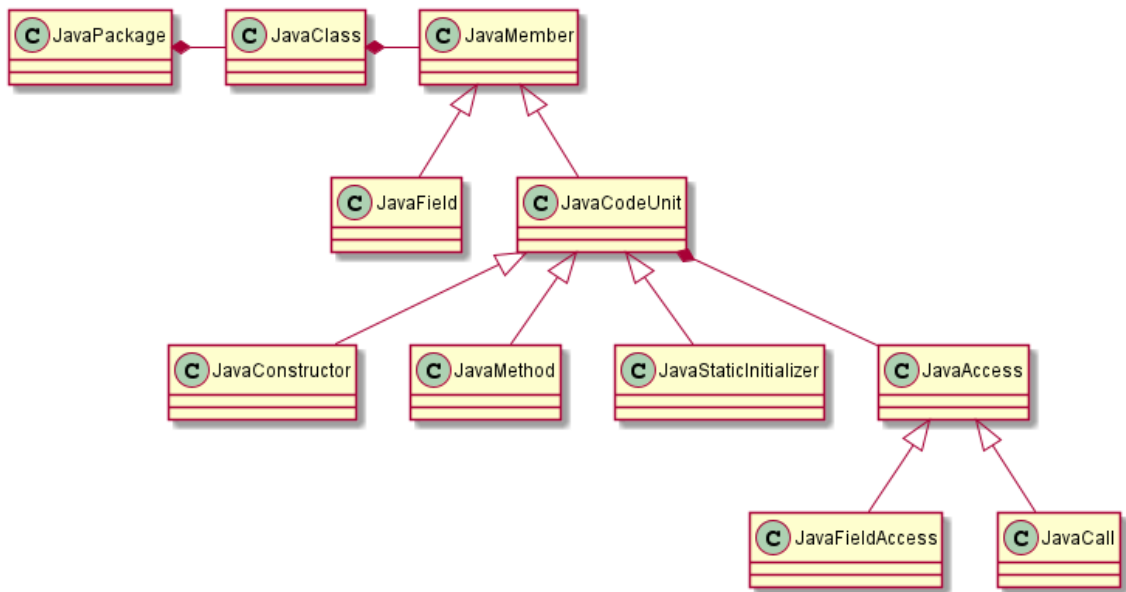 C JavaPackage
C JavaClass
C JavaMember
C JavaField
C JavaCodeUnit
C JavaConstructor
C JavaMethod
C JavaStaticInitializer
C JavaAccess
C JavaFieldAccess
C JavaCall